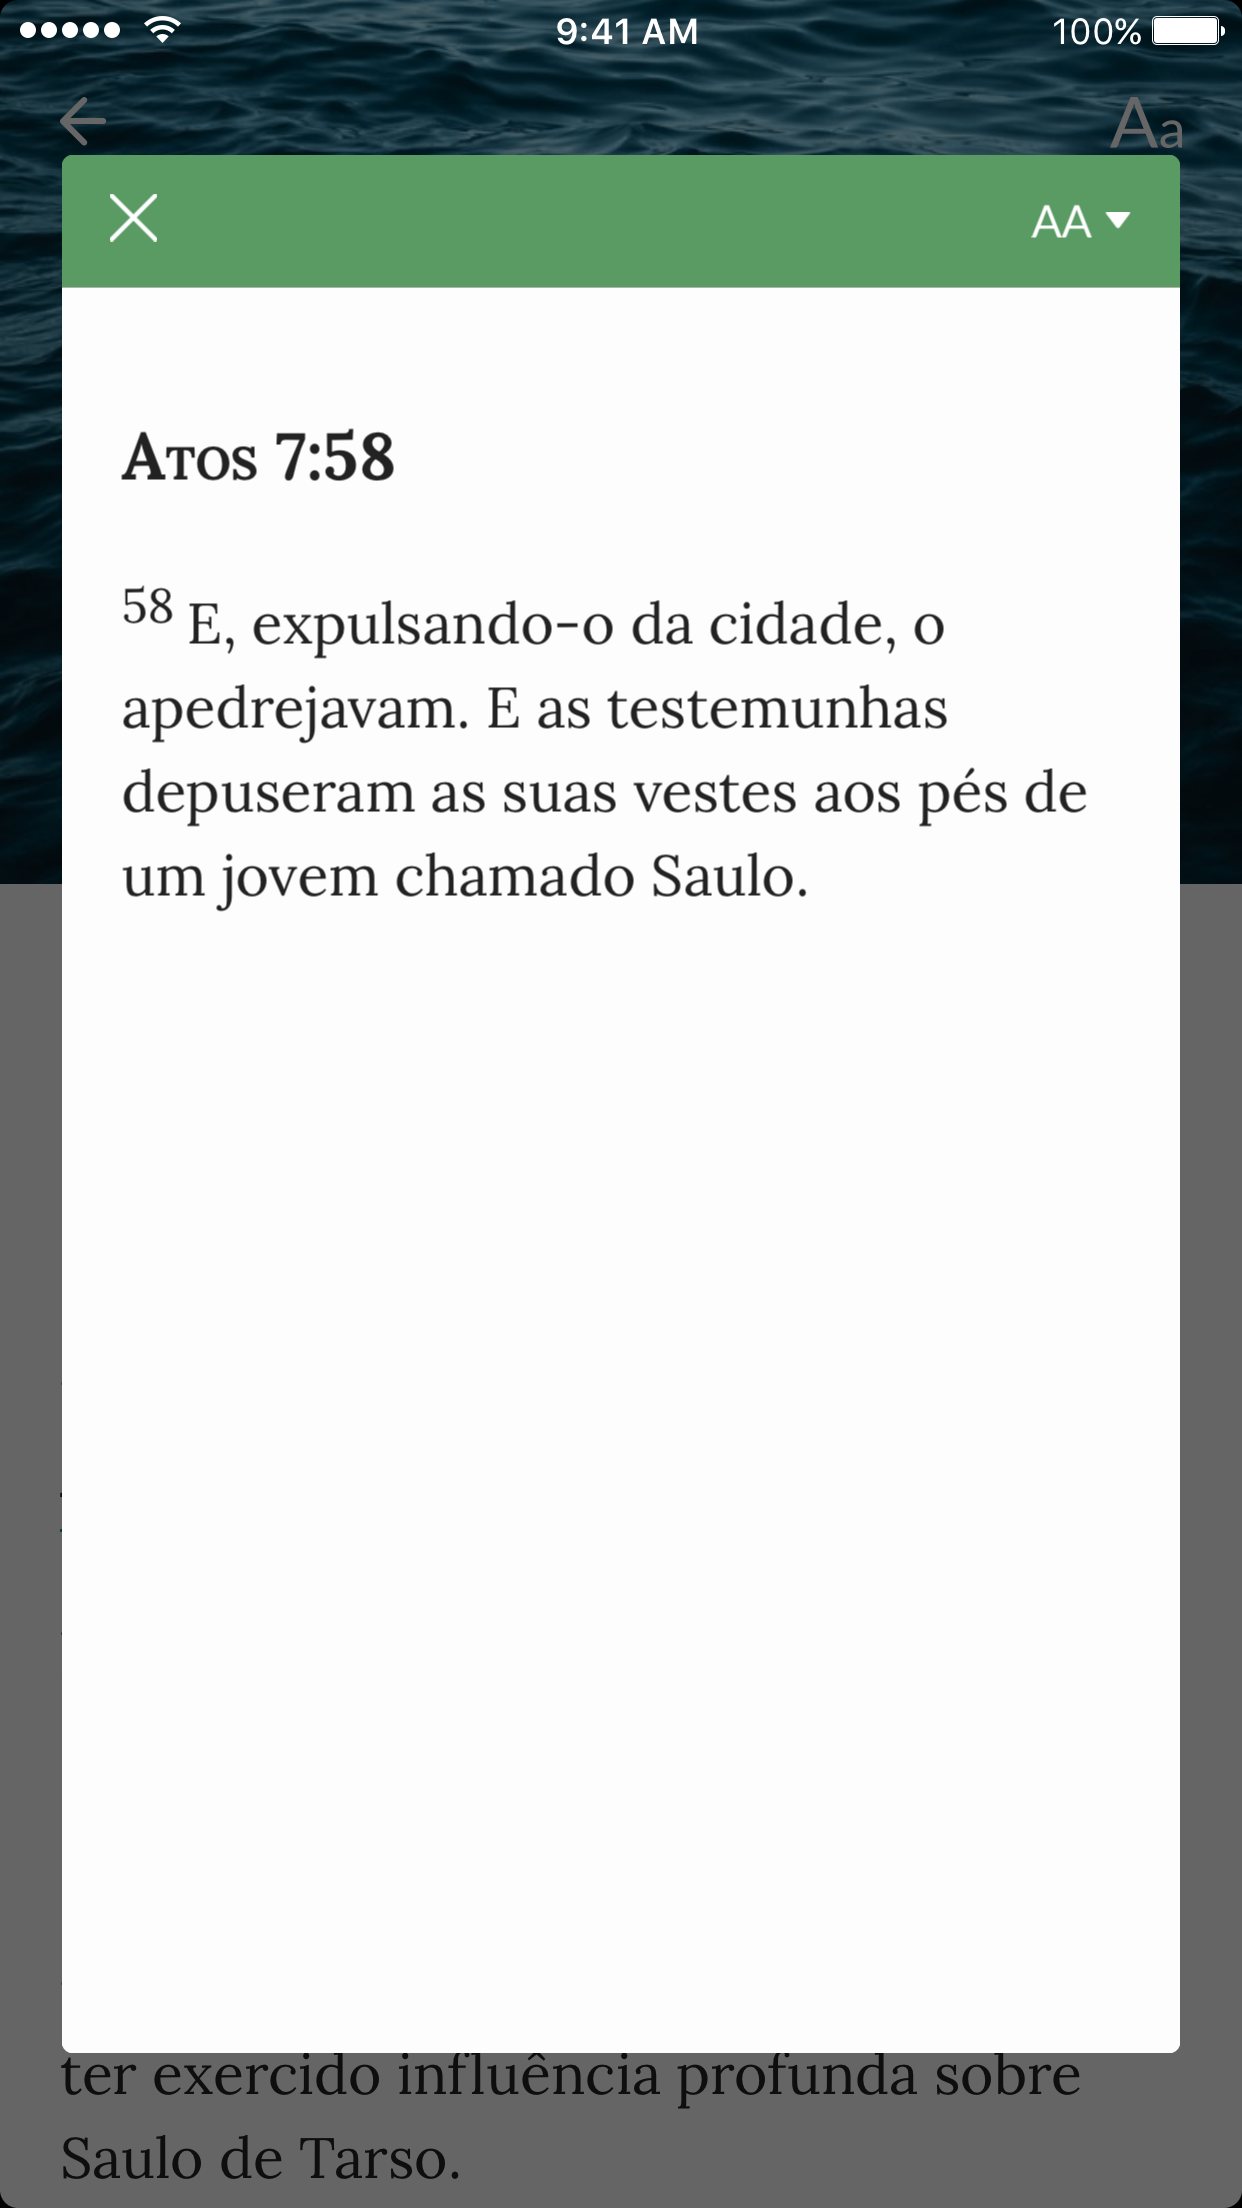 9:41 AM
100%
Aa
AA
Atos 7:58
58 E, expulsando-o da cidade, o
apedrejavam. E as testemunhas
depuseram as suas vestes aos pés de
um jovem chamado Saulo.
ter exercido influência profunda sobre
Saulo de Tarso.